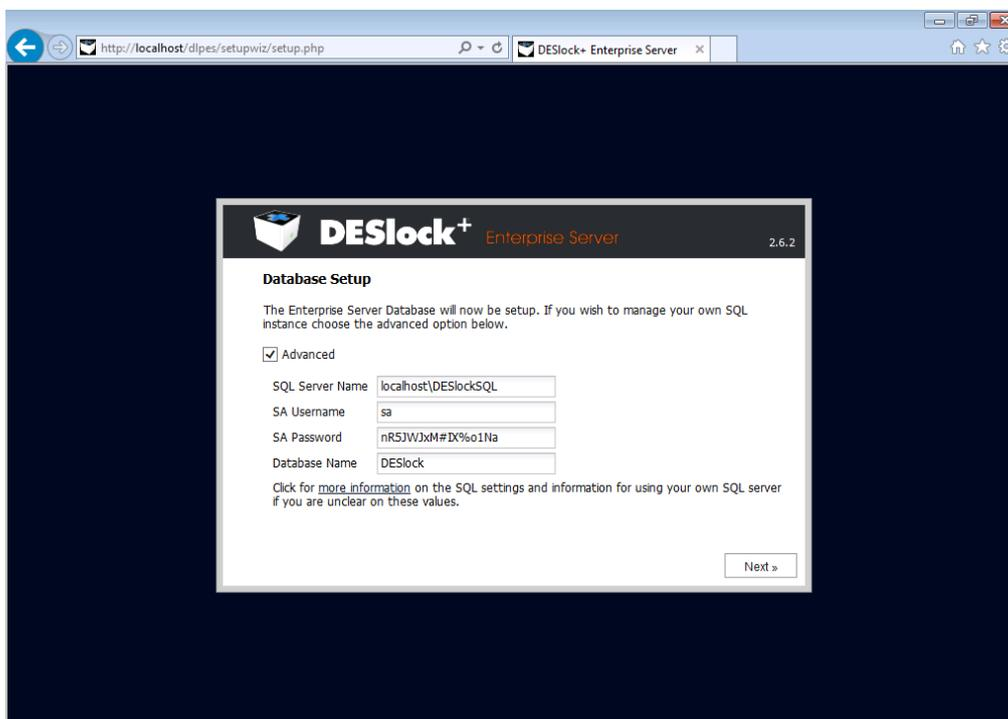 http://localhost/dlpes/setupwiz/setup.php
DESlock+ Enterprise Server
DESlock+ Enterprise Server
2.6.2
Database Setup
The Enterprise Server Database will now be setup. If you wish to manage your own SQL
instance choose the advanced option below.
Advanced
SQL Server Name localhost\DESlockSQL
SA Username sa
SA Password nR5JWJxM#IX%o1Na
Database Name DESlock
Click for more information on the SQL settings and information for using your own SQL server
if you are unclear on these values.
Next »